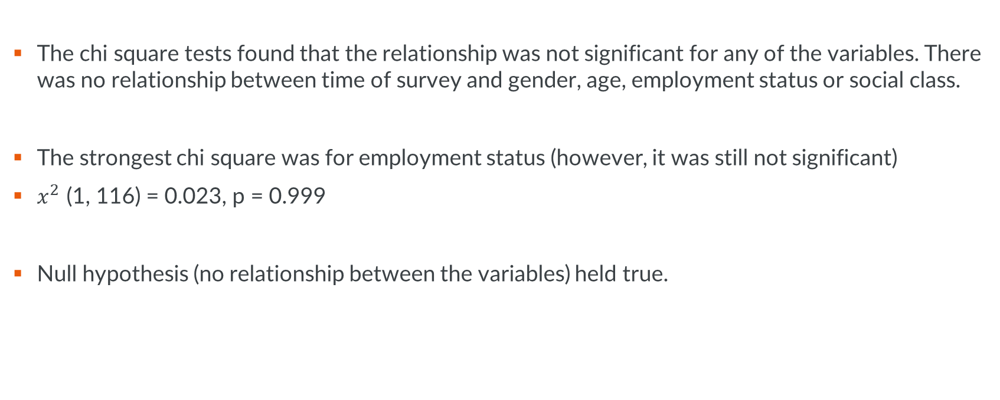 ▪ The chi square tests found that the relationship was not significant for any of the variables. There
was no relationship between time of survey and gender, age, employment status or social class.
▪ The strongest chi square was for employment status (however, it was still not significant)
▪ x² (1, 116) = 0.023, p = 0.999
▪ Null hypothesis (no relationship between the variables) held true.